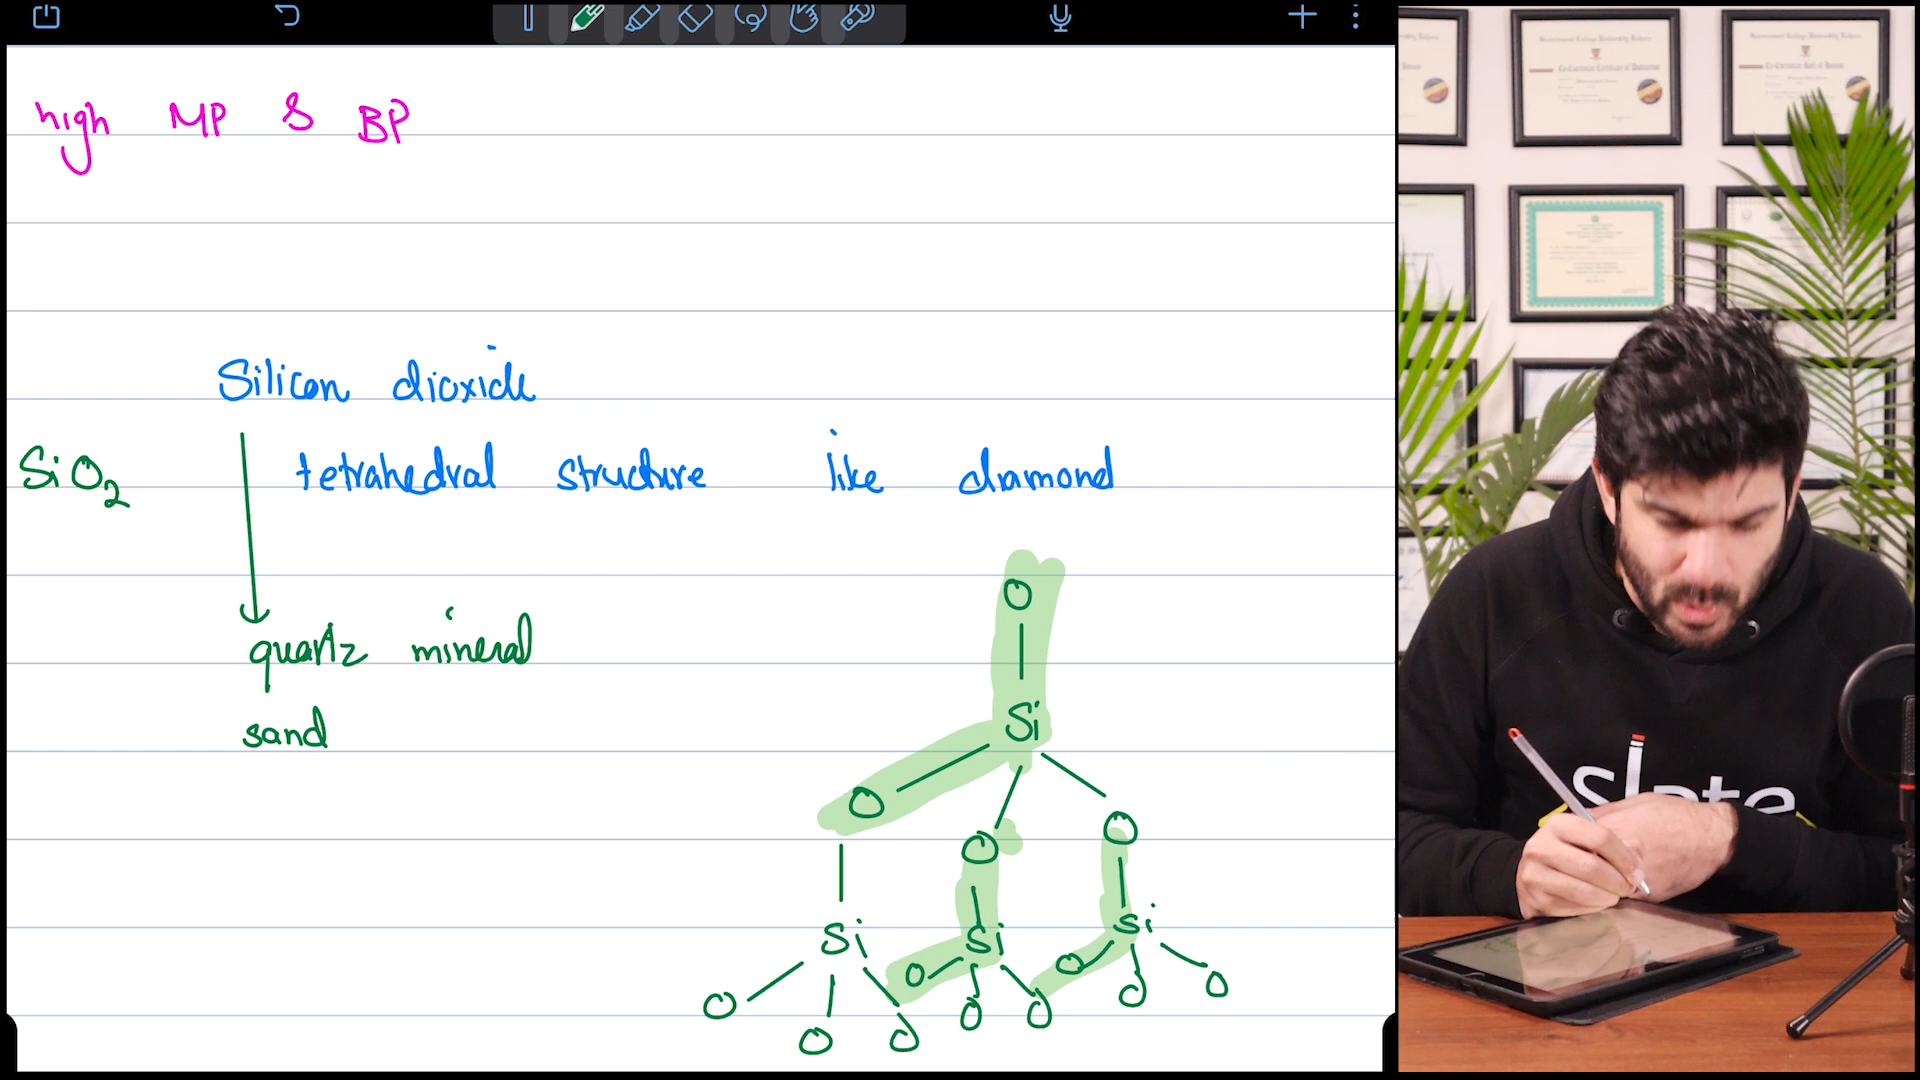 high MP & BP
Silicon dioxide
SiO2
tetrahedral structure like diamond
quartz mineral
sand
O
Si
O
O
O
Si
Si
Si
O
O
O
O
O
O
O
O
O